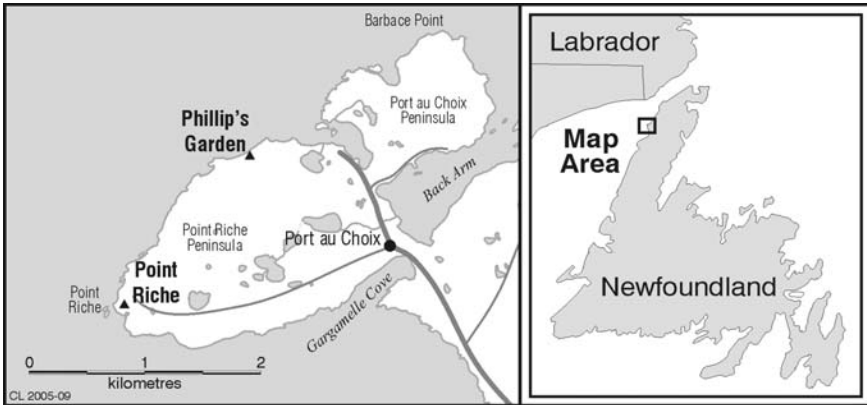 Barbace Point
Port au Choix
Peninsula
Phillip's
Garden
Back Arm
Point Riche
Peninsula
Port au Choix
Point
Riche
Point
Riche
Gargamelle Cove
0 1 2
kilometres
CL 2005-09
Labrador
Map
Area
Newfoundland